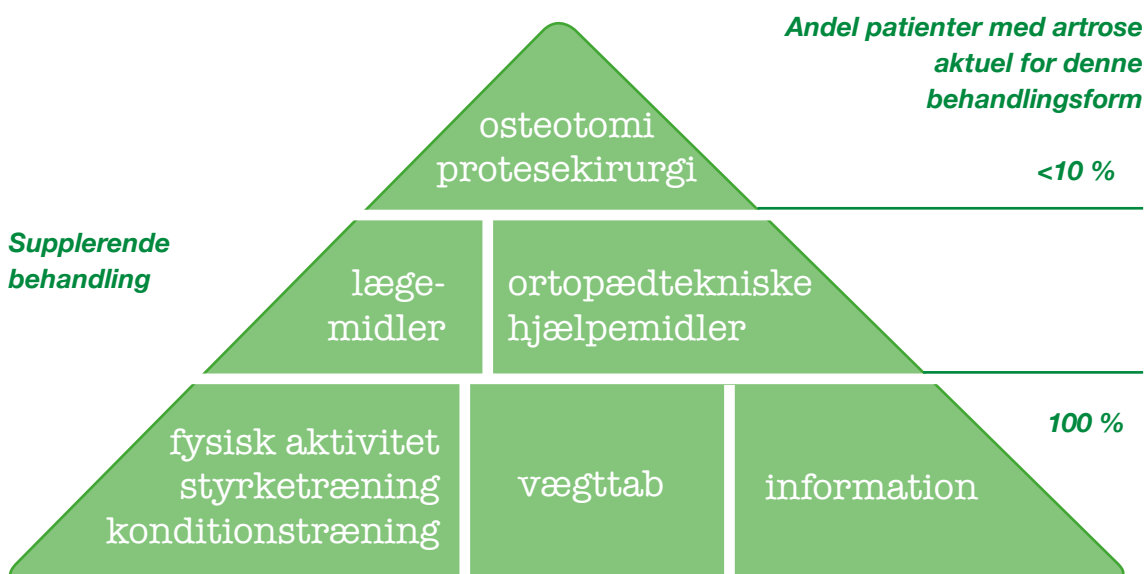 Andel patienter med artrose
aktuel for denne
behandlingsform
osteotomi
protesekirurgi
<10 %
Supplerende
behandling
læge-
midler
ortopædtekniske
hjælpemidler
100 %
fysisk aktivitet
styrketræning
konditionstræning
vægttab
information